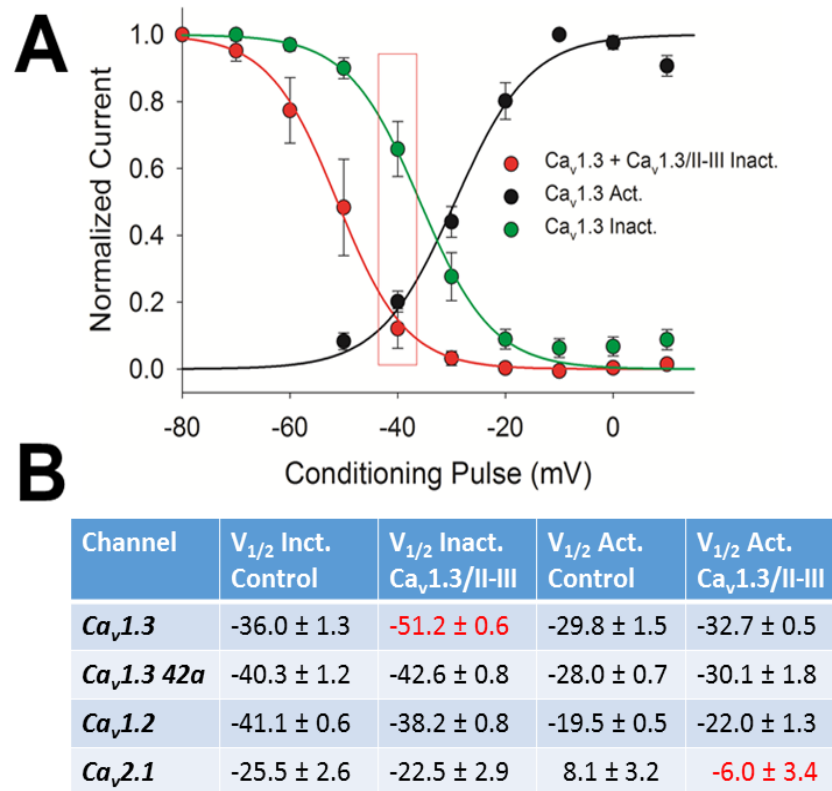 A
1.0
0.8
0.6
0.4
0.2
0.0
Normalized Current
Cav1.3 + Cav1.3/II-III Inact.
Cav1.3 Act.
Cav1.3 Inact.
-80 -60 -40 -20 0
Conditioning Pulse (mV)
B
Channel V1/2 Inct. Control V1/2 Inact. Cav1.3/II-III V1/2 Act. Control V1/2 Act. Cav1.3/II-III
Cav1.3 -36.0 ± 1.3 -51.2 ± 0.6 -29.8 ± 1.5 -32.7 ± 0.5
Cav1.3 42a -40.3 ± 1.2 -42.6 ± 0.8 -28.0 ± 0.7 -30.1 ± 1.8
Cav1.2 -41.1 ± 0.6 -38.2 ± 0.8 -19.5 ± 0.5 -22.0 ± 1.3
Cav2.1 -25.5 ± 2.6 -22.5 ± 2.9 8.1 ± 3.2 -6.0 ± 3.4